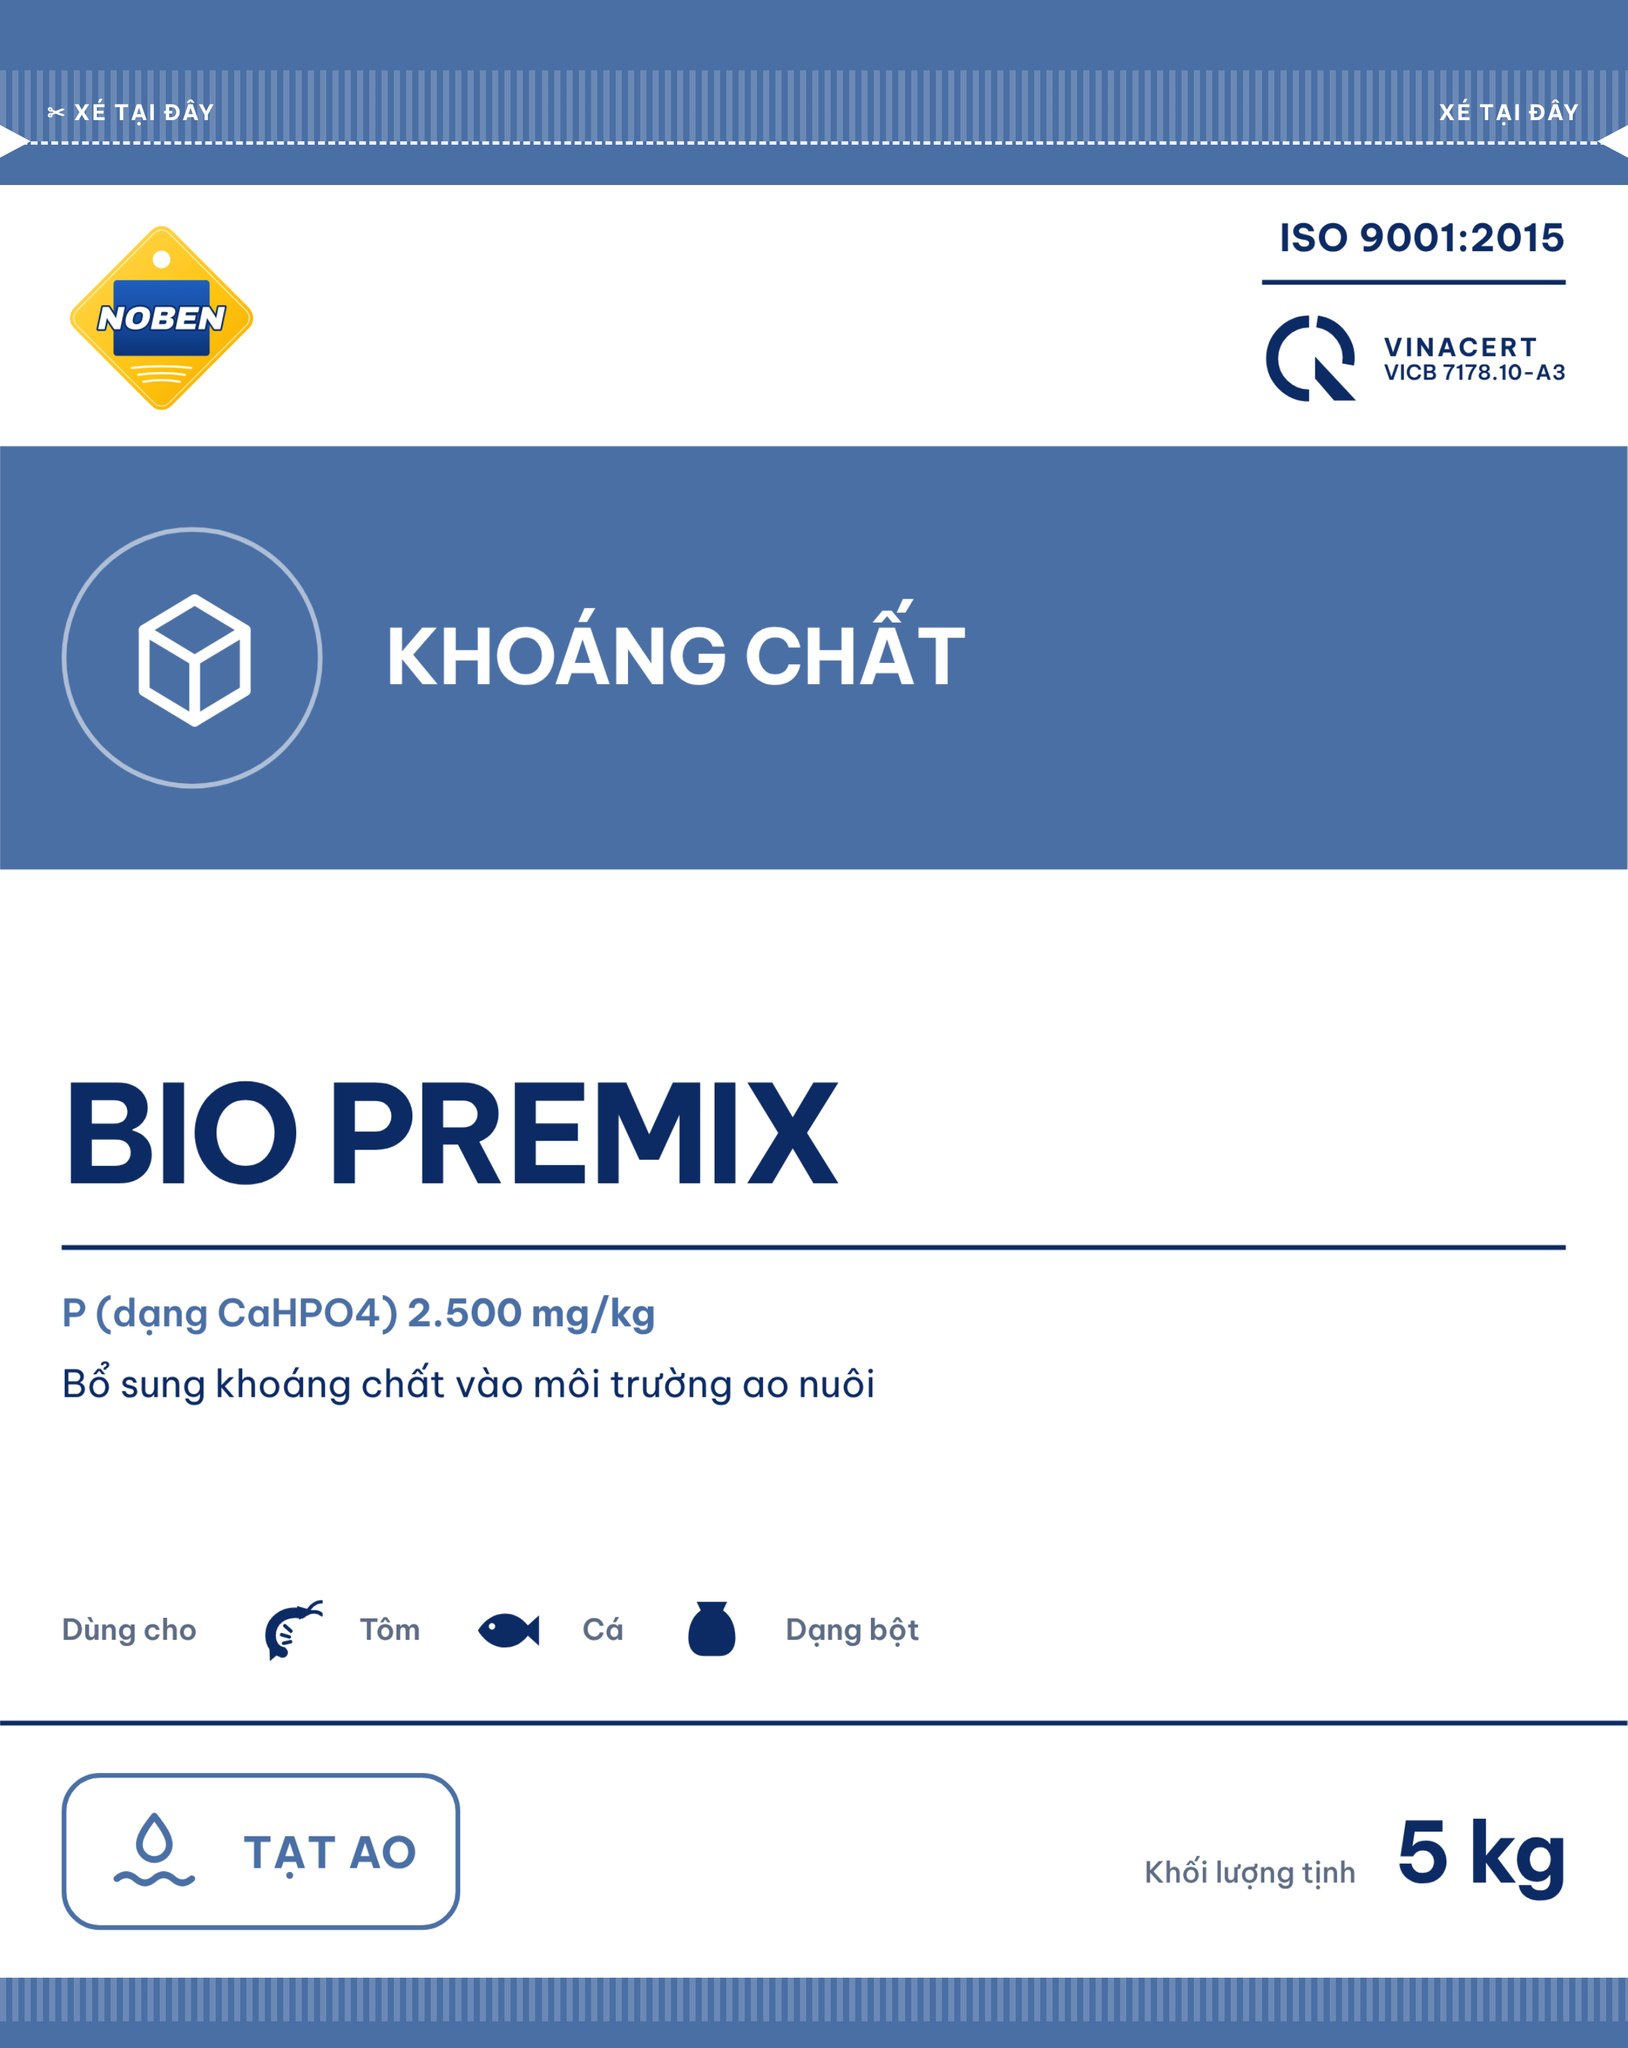 ✂ XÉ TẠI ĐÂY
XÉ TẠI ĐÂY
NOBEN
ISO 9001:2015
VINACERT
VICB 7178.10-A3
KHOÁNG CHẤT
BIO PREMIX
P (dạng CaHPO4) 2.500 mg/kg
Bổ sung khoáng chất vào môi trường ao nuôi
Dùng cho Tôm Cá Dạng bột
TẠT AO
Khối lượng tịnh 5 kg